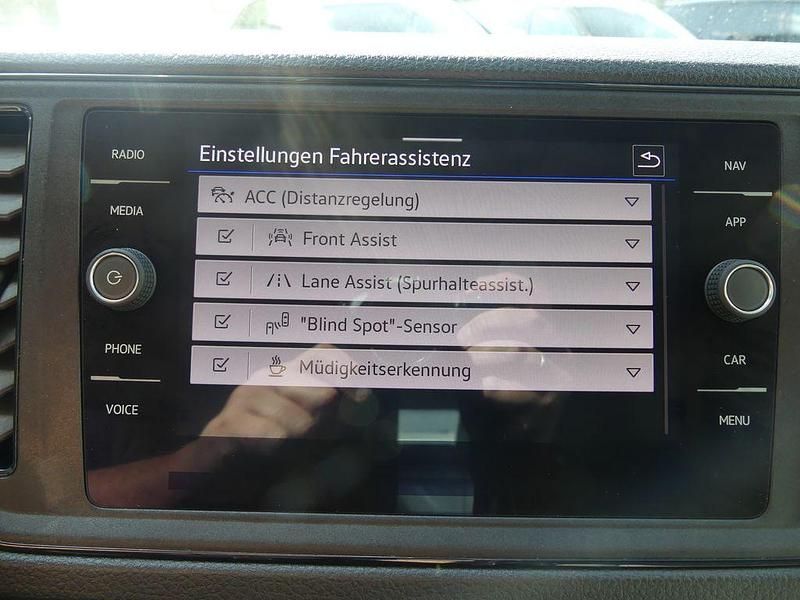 RADIO
MEDIA
PHONE
VOICE
Einstellungen Fahrerassistenz
ACC (Distanzregelung)
Front Assist
Lane Assist (Spurhalteassist.)
"Blind Spot"-Sensor
Müdigkeitserkennung
NAV
APP
CAR
MENU